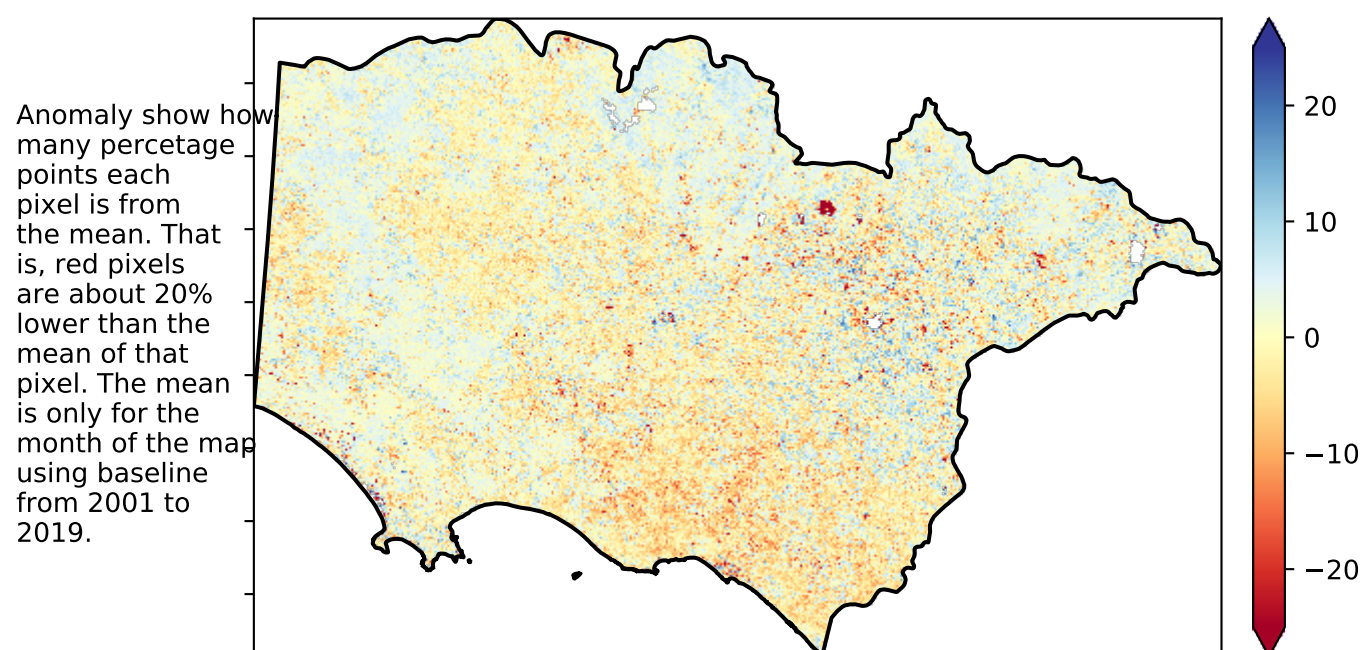 Anomaly show how
many percetage
points each
pixel is from
the mean. That
is, red pixels
are about 20%
lower than the
mean of that
pixel. The mean
is only for the
month of the map
using baseline
from 2001 to
2019.
20
10
0
−10
−20